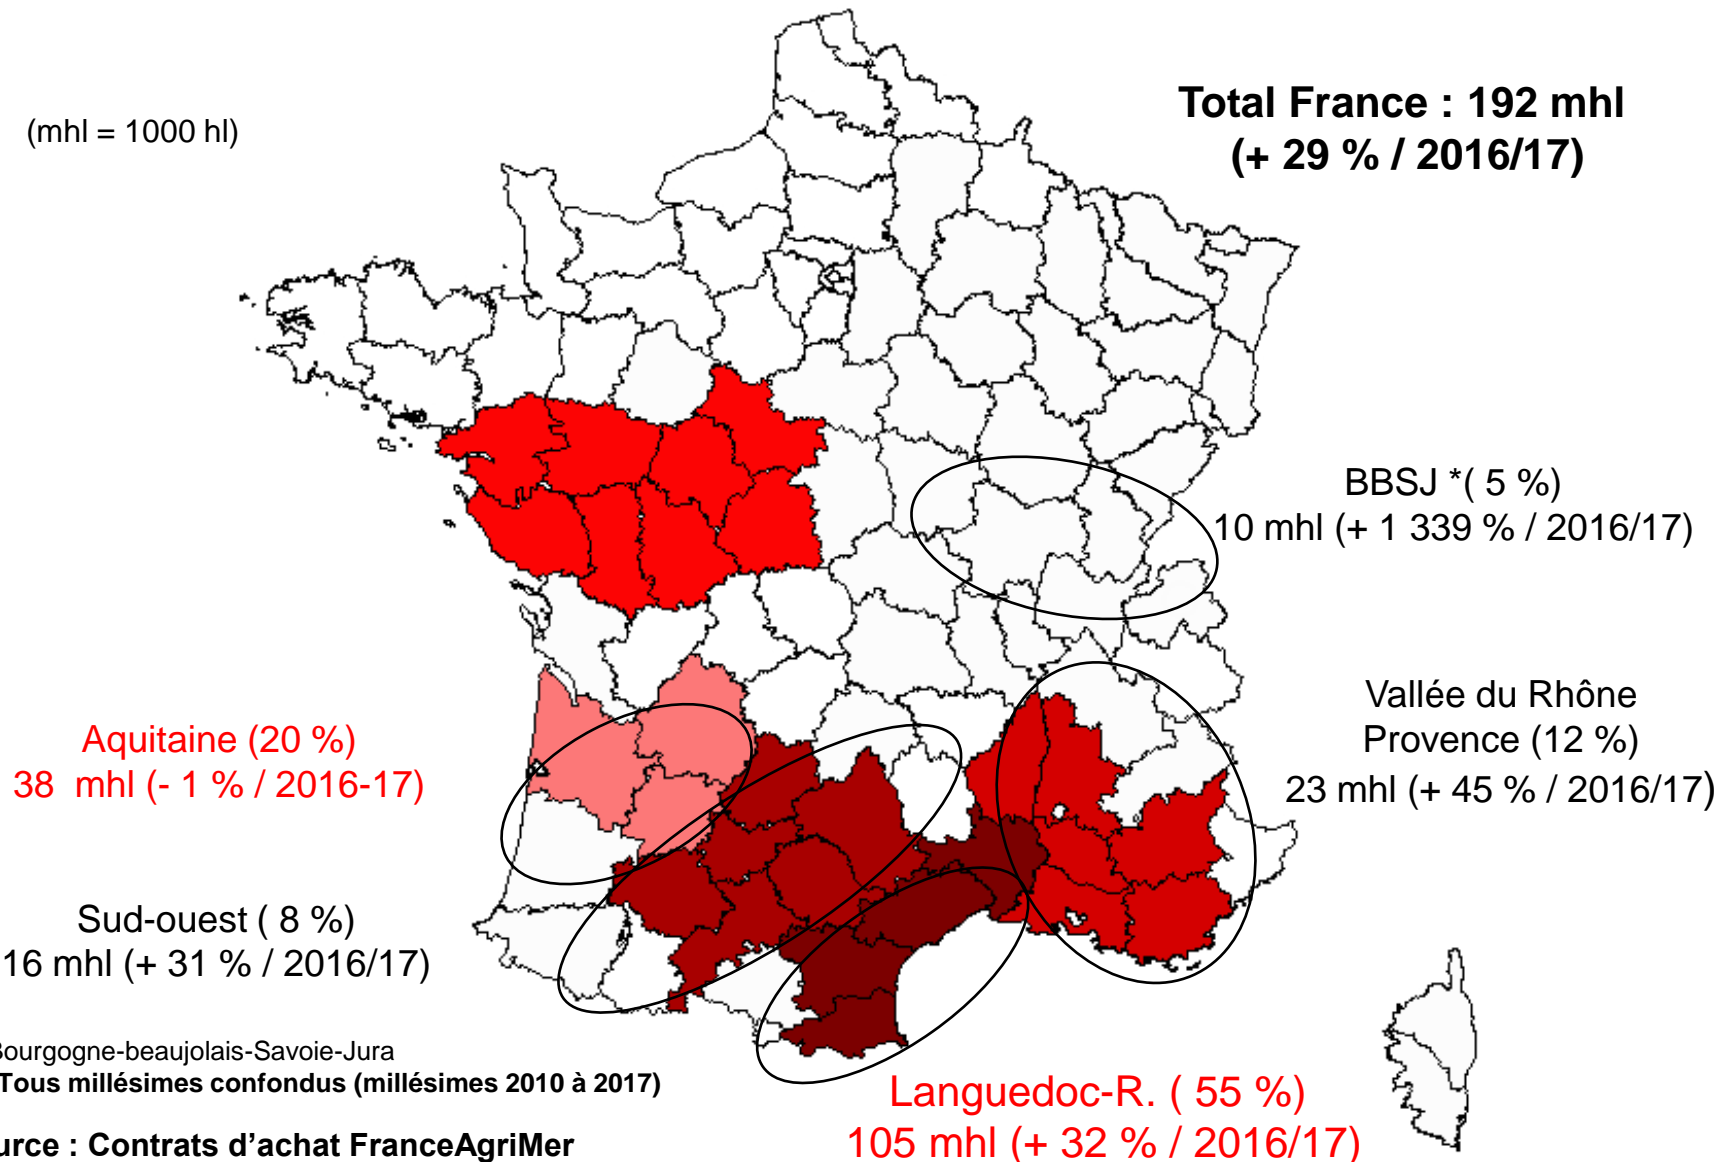 (mhl = 1000 hl)
Total France : 192 mhl
(+ 29 % / 2016/17)
BBSJ *( 5 %)
10 mhl (+ 1 339 % / 2016/17)
Vallée du Rhône
Provence (12 %)
23 mhl (+ 45 % / 2016/17)
Aquitaine (20 %)
38 mhl (- 1 % / 2016-17)
Sud-ouest ( 8 %)
16 mhl (+ 31 % / 2016/17)
Bourgogne-beaujolais-Savoie-Jura
Tous millésimes confondus (millésimes 2010 à 2017)
Languedoc-R. ( 55 %)
105 mhl (+ 32 % / 2016/17)
urce : Contrats d’achat FranceAgriMer